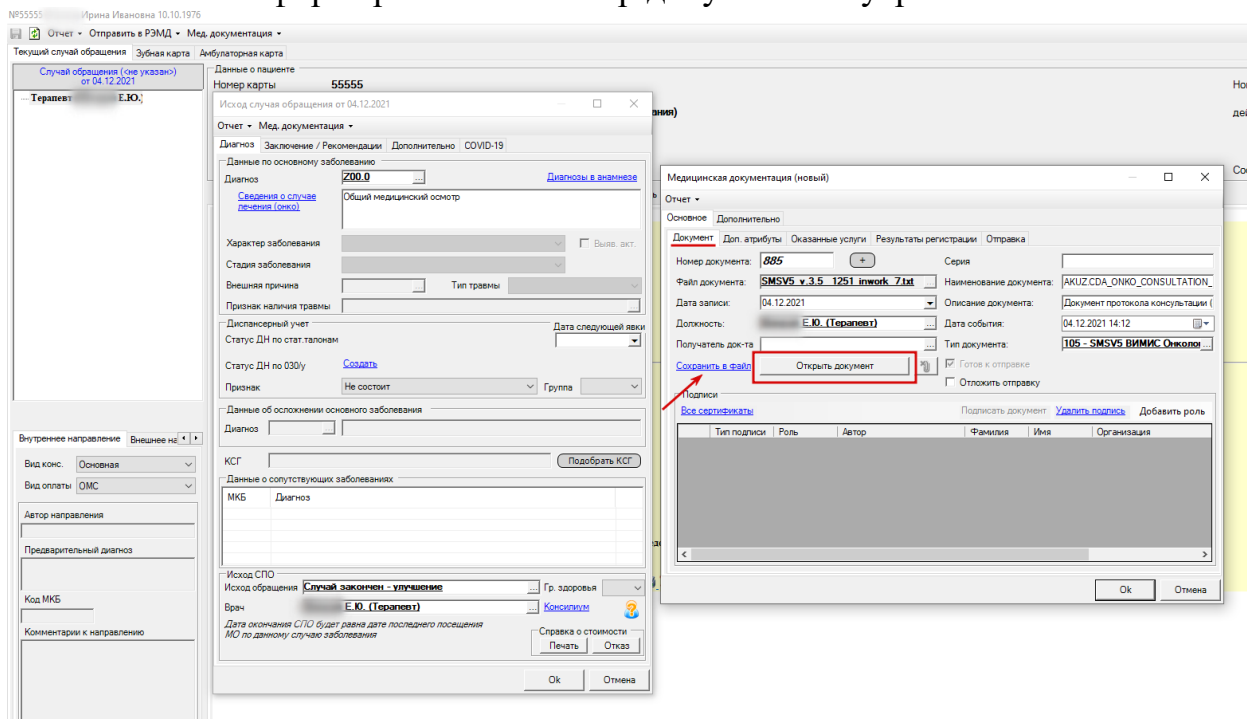 №55555 Ирина Ивановна 10.10.1976
Отчет Отправить в РЭМД Мед. документация
Текущий случай обращения Зубная карта Амбулаторная карта
Случай обращения (<не указан>)
от 04.12.2021
Терапевт Е.Ю.
Данные о пациенте
Номер карты 55555
Исход случая обращения от 04.12.2021
Отчет Мед. документация
Диагноз Заключение / Рекомендации Дополнительно COVID-19
Данные по основному заболеванию
Диагноз Z00.0 ... Диагнозы в анамнезе
Сведения о случае
лечения (онко)
Общий медицинский осмотр
Характер заболевания Выяв. акт.
Стадия заболевания
Внешняя причина ... Тип травмы
Признак наличия травмы ...
Диспансерный учет
Дата следующей явки
Статус ДН по стат.талонам
Статус ДН по 030/у Создать
Признак Не состоит Группа
Данные об осложнении основного заболевания
Диагноз ...
КСГ Подобрать КСГ
Данные о сопутствующих заболеваниях
МКБ Диагноз
Исход СПО
Исход обращения Случай закончен - улучшение ... Гр. здоровья
Врач Е.Ю. (Терапевт) ... Консилиум
Дата окончания СПО будет равна дате последнего посещения
МО по данному случаю заболевания
Справка о стоимости
Печать Отказ
Ok Отмена
Внутреннее направление Внешнее на
Вид конс. Основная
Вид оплаты ОМС
Автор направления
Предварительный диагноз
Код МКБ
Комментарии к направлению
Медицинская документация (новый)
Отчет
Основное Дополнительно
Документ Доп. атрибуты Оказанные услуги Результаты регистрации Отправка
Номер документа: 885 + Серия
Файл документа: SMSV5_v.3.5_1251_inwork_7.txt ... Наименование документа: AKUZ.CDA_ONKO_CONSULTATION_
Дата записи: 04.12.2021 Описание документа: Документ протокола консультации (
Должность: Е.Ю. (Терапевт) ... Дата события: 04.12.2021 14:12
Получатель док-та ... Тип документа: 105 - SMSV5 ВИМИС Онколог ...
Сохранить в файл Открыть документ Готов к отправке
Отложить отправку
Подписи
Все сертификаты Подписать документ Удалить подпись Добавить роль
Тип подписи Роль Автор Фамилия Имя Организация
Ok Отмена